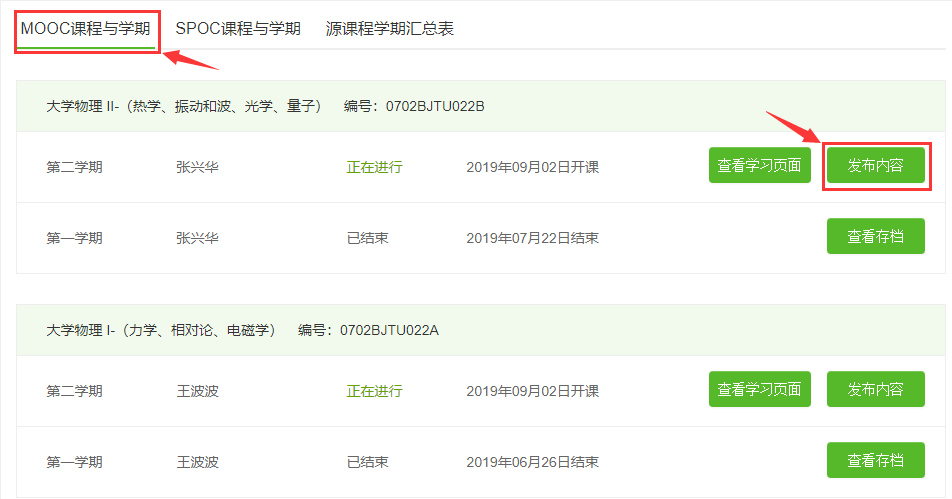 MOOC课程与学期 SPOC课程与学期 源课程学期汇总表
大学物理 II-（热学、振动和波、光学、量子） 编号：0702BJTU022B
第二学期 张兴华 正在进行 2019年09月02日开课 查看学习页面 发布内容
第一学期 张兴华 已结束 2019年07月22日结束 查看存档
大学物理 I-（力学、相对论、电磁学） 编号：0702BJTU022A
第二学期 王波波 正在进行 2019年09月02日开课 查看学习页面 发布内容
第一学期 王波波 已结束 2019年06月26日结束 查看存档